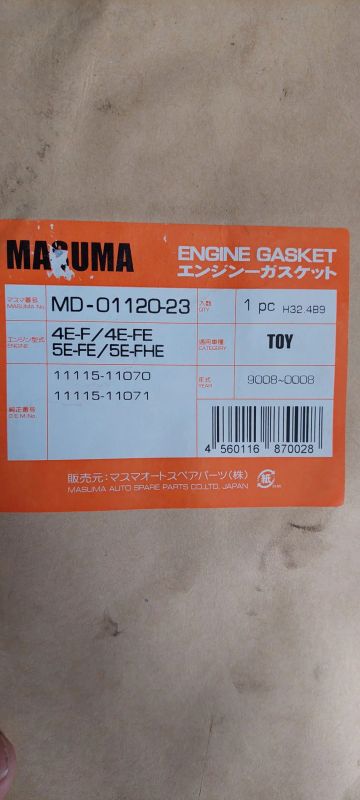 MASUMA
ENGINE GASKET
エンジンーガスケット
マスマ番号
MASUMA No.
MD-01120-23
入数
QTY
1 pc H32.4B9
エンジン型式
ENGINE
4E-F/4E-FE
5E-FE/5E-FHE
適用車種
CATEGORY
TOY
11115-11070
11115-11071
年式
YEAR
9008~0008
純正番号
O.E.M.No.
4 560116 870028
販売元:マスマオートスペアパーツ(株)
MASUMA AUTO SPARE PARTS CO.,LTD, JAPAN
紙